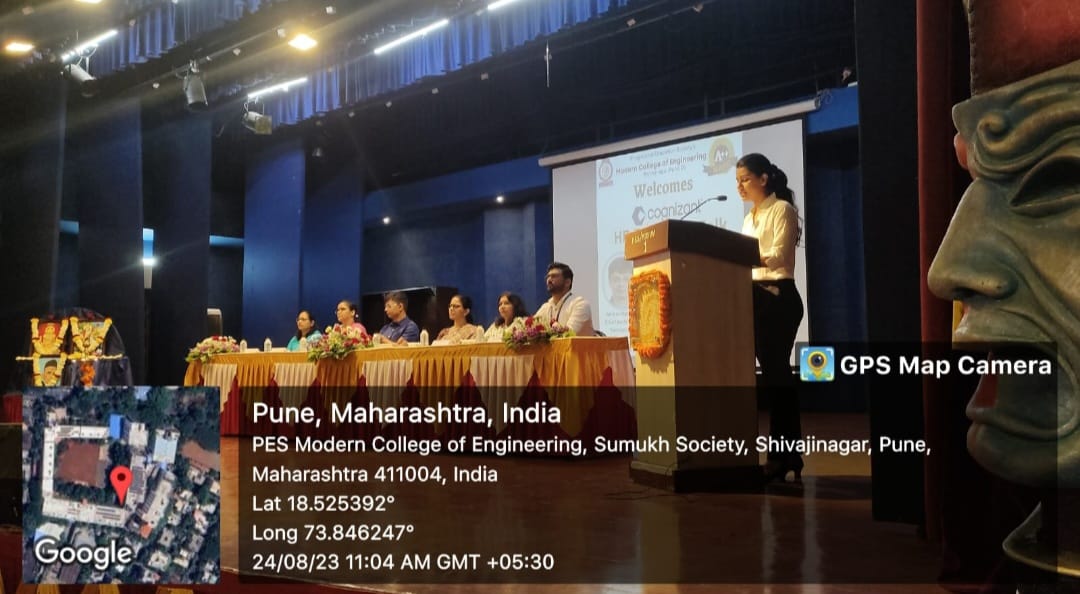 Modern College of Engineering
A++
Welcomes
cognizant
GPS Map Camera
Pune, Maharashtra, India
PES Modern College of Engineering, Sumukh Society, Shivajinagar, Pune,
Maharashtra 411004, India
Lat 18.525392°
Long 73.846247°
24/08/23 11:04 AM GMT +05:30
Google